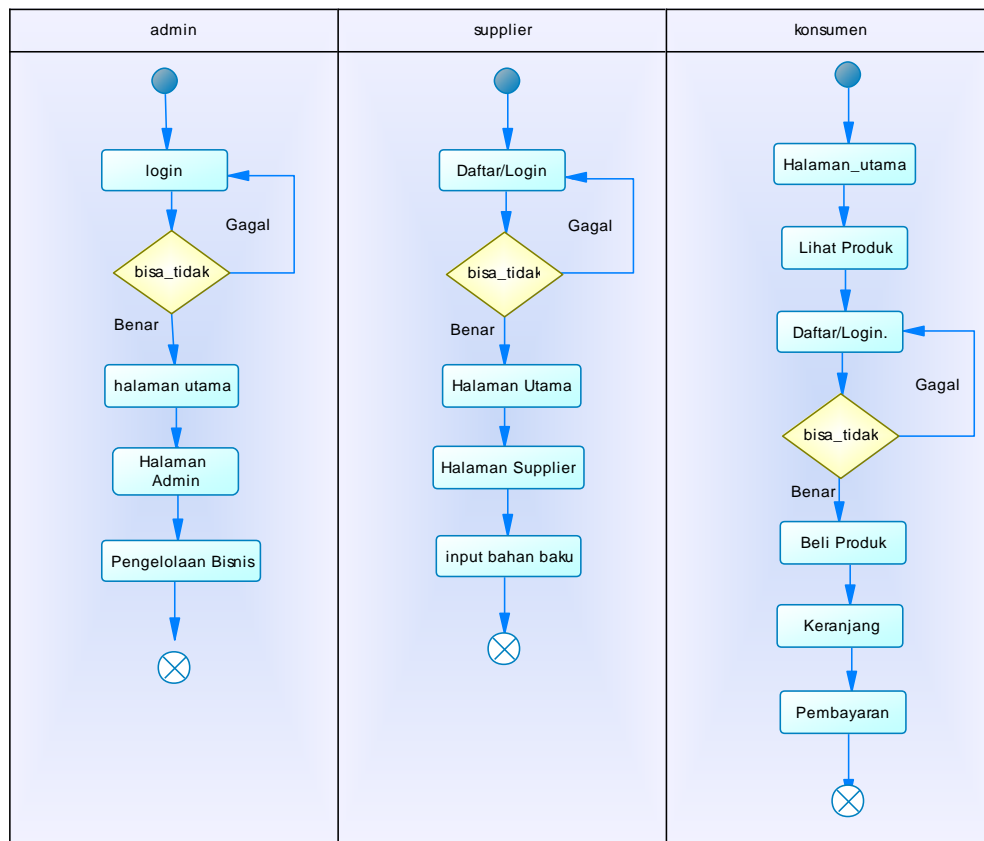 admin
supplier
konsumen
login
Gagal
bisa_tidak
Benar
halaman utama
Halaman
Admin
Pengelolaan Bisnis
Daftar/Login
Gagal
bisa_tidak
Benar
Halaman Utama
Halaman Supplier
input bahan baku
Halaman_utama
Lihat Produk
Daftar/Login.
Gagal
bisa_tidak
Benar
Beli Produk
Keranjang
Pembayaran